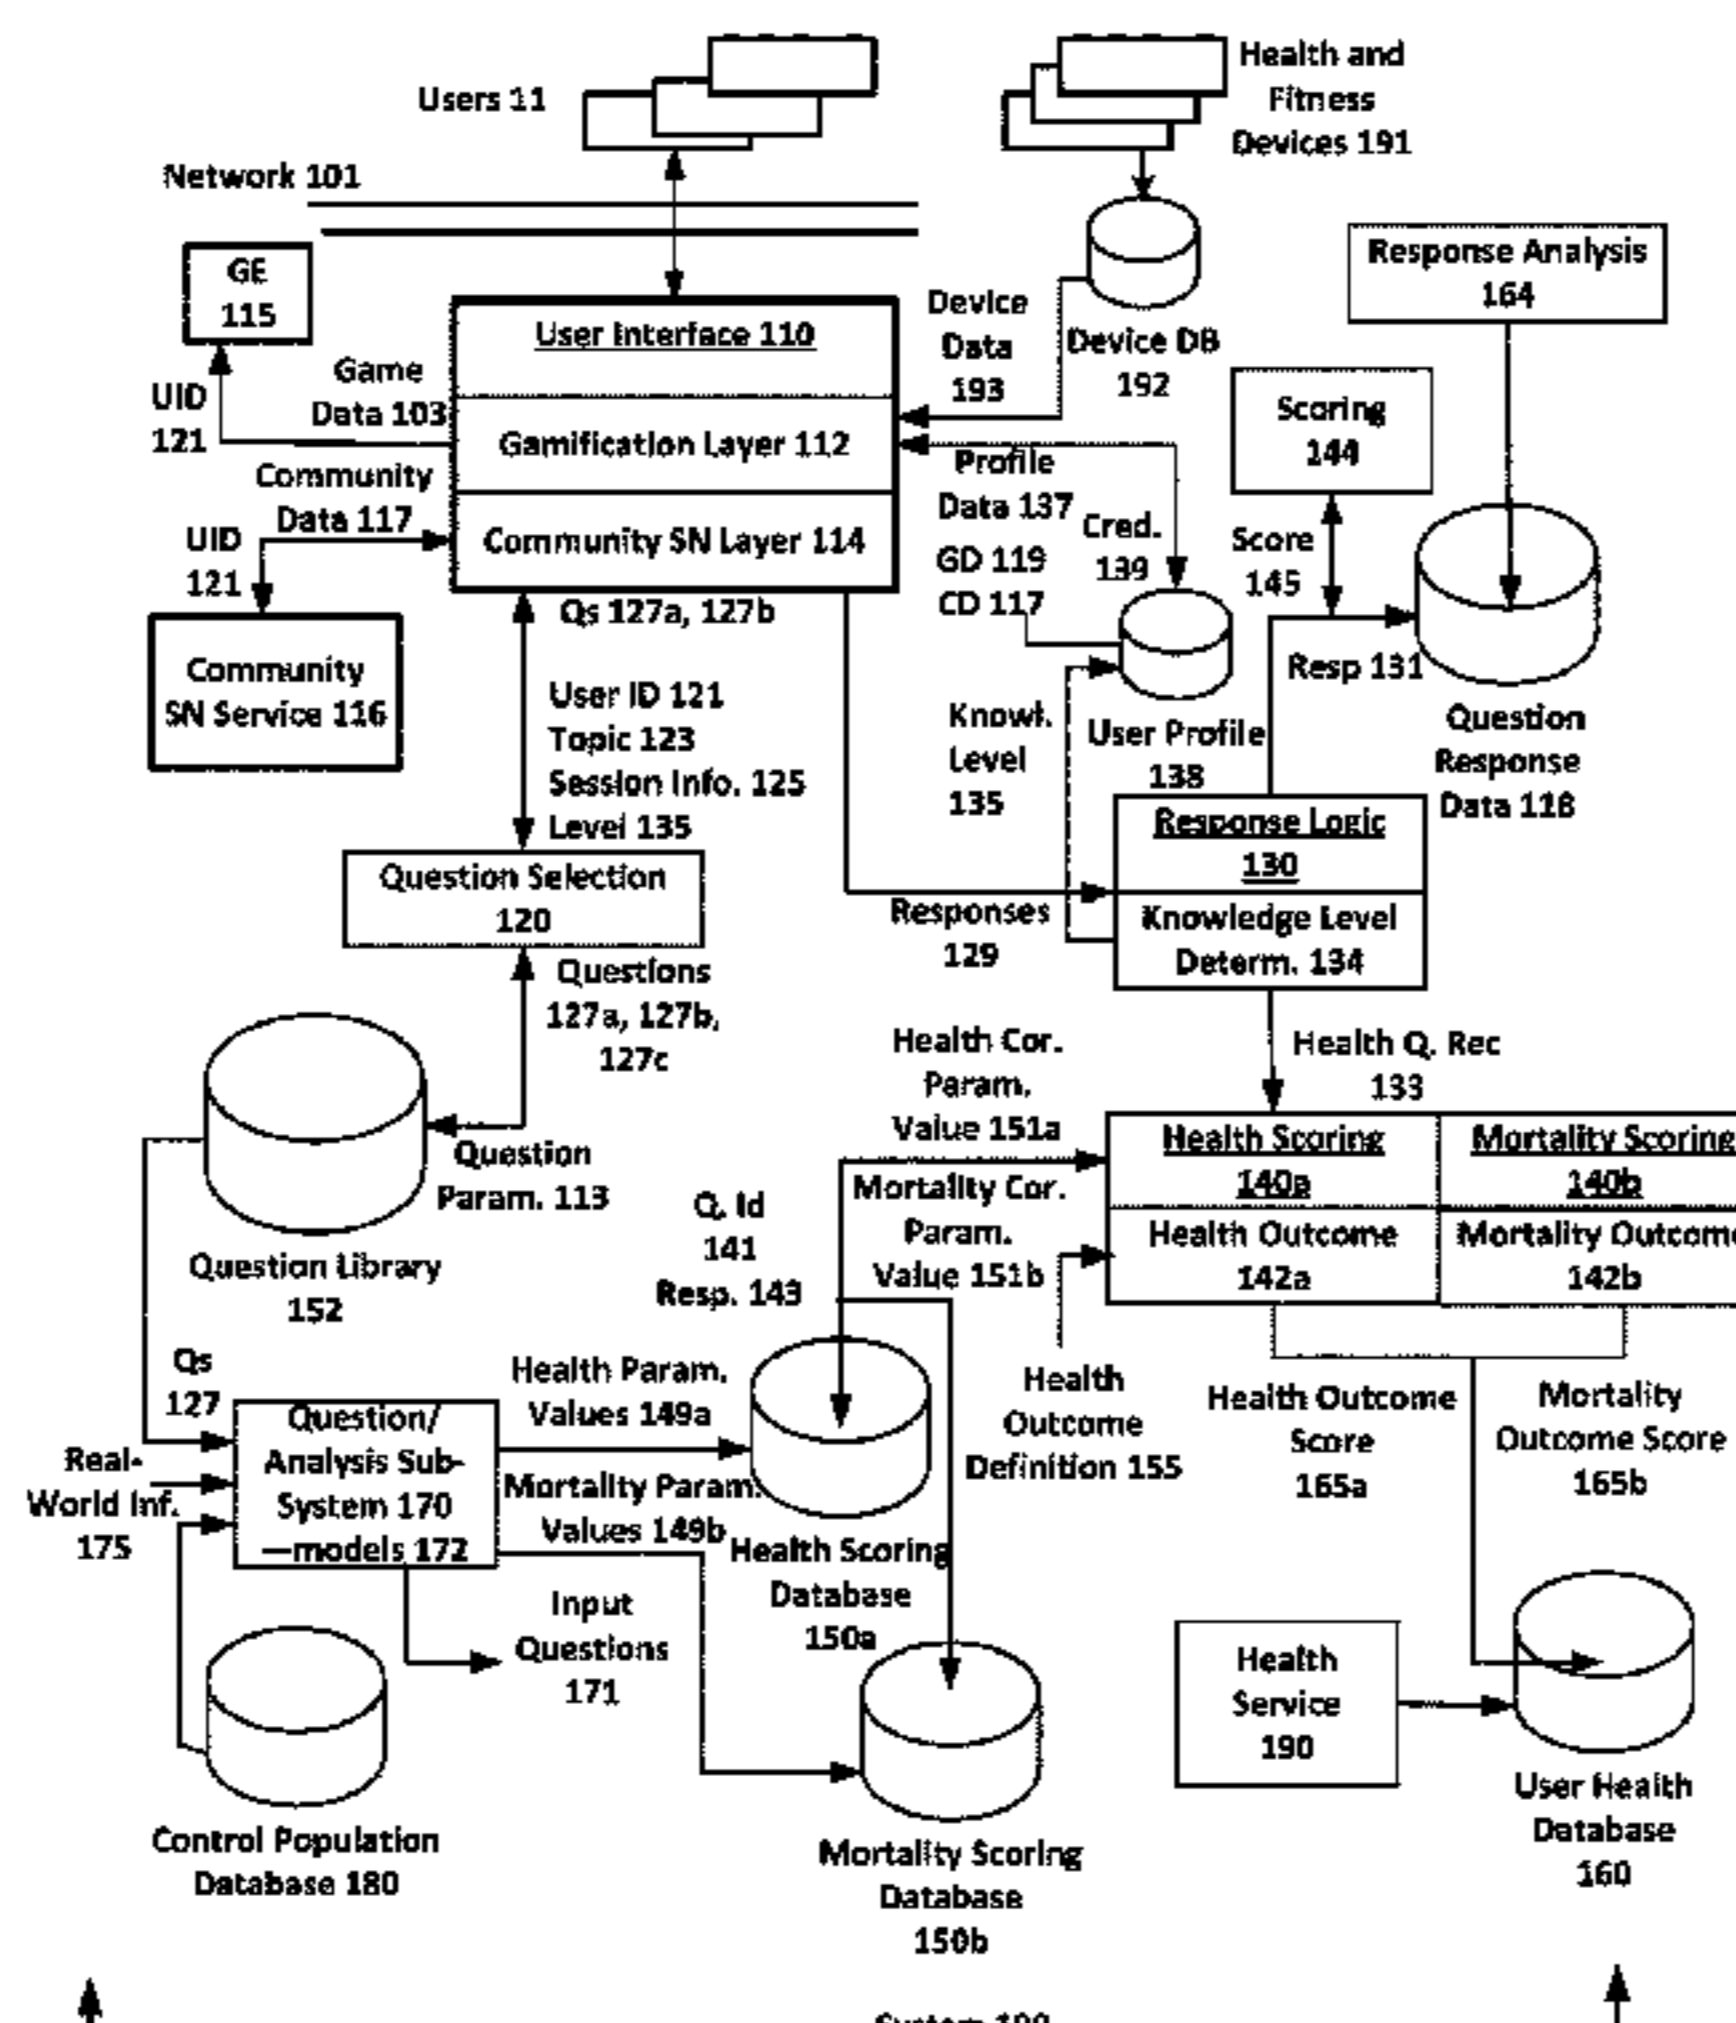 Users 11
Health and
Fitness
Devices 191
Network 101
GE
115
User Interface 110
Gamification Layer 112
Community SN Layer 114
Device
Data
193
Device DB
192
Response Analysis
164
UID
121
Game
Data 103
Community
Data 117
UID
121
Community
SN Service 116
Profile
Data 137
GD 119
CD 117
Cred.
139
Scoring
144
Score
145
Resp 131
Question
Response
Data 118
User Profile
138
Knowl.
Level
135
Qs 127a, 127b
User ID 121
Topic 123
Session Info. 125
Level 135
Question Selection
120
Questions
127a, 127b,
127c
Responses
129
Response Logic
130
Knowledge Level
Determ. 134
Health Q. Rec
133
Question
Param. 113
Question Library
152
Health Cor.
Param.
Value 151a
Mortality Cor.
Param.
Value 151b
Q. Id
141
Resp. 143
Health Scoring
140a
Mortality Scoring
140b
Health Outcome
142a
Mortality Outcome
142b
Qs
127
Real-
World Inf.
175
Question/
Analysis Sub-
System 170
—models 172
Health Param.
Values 149a
Mortality Param.
Values 149b
Health Scoring
Database
150a
Health
Outcome
Definition 155
Health Outcome
Score
165a
Mortality
Outcome Score
165b
Input
Questions
171
Health
Service
190
User Health
Database
160
Control Population
Database 180
Mortality Scoring
Database
150b